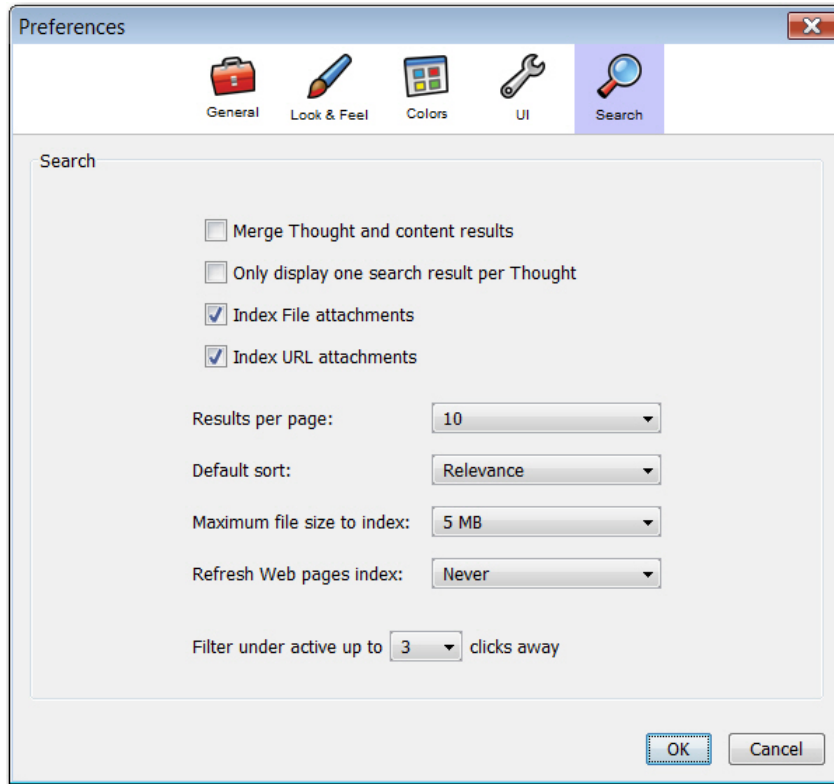 Preferences
General Look & Feel Colors UI Search
Search
Merge Thought and content results
Only display one search result per Thought
Index File attachments
Index URL attachments
Results per page: 10
Default sort: Relevance
Maximum file size to index: 5 MB
Refresh Web pages index: Never
Filter under active up to 3 clicks away
OK Cancel